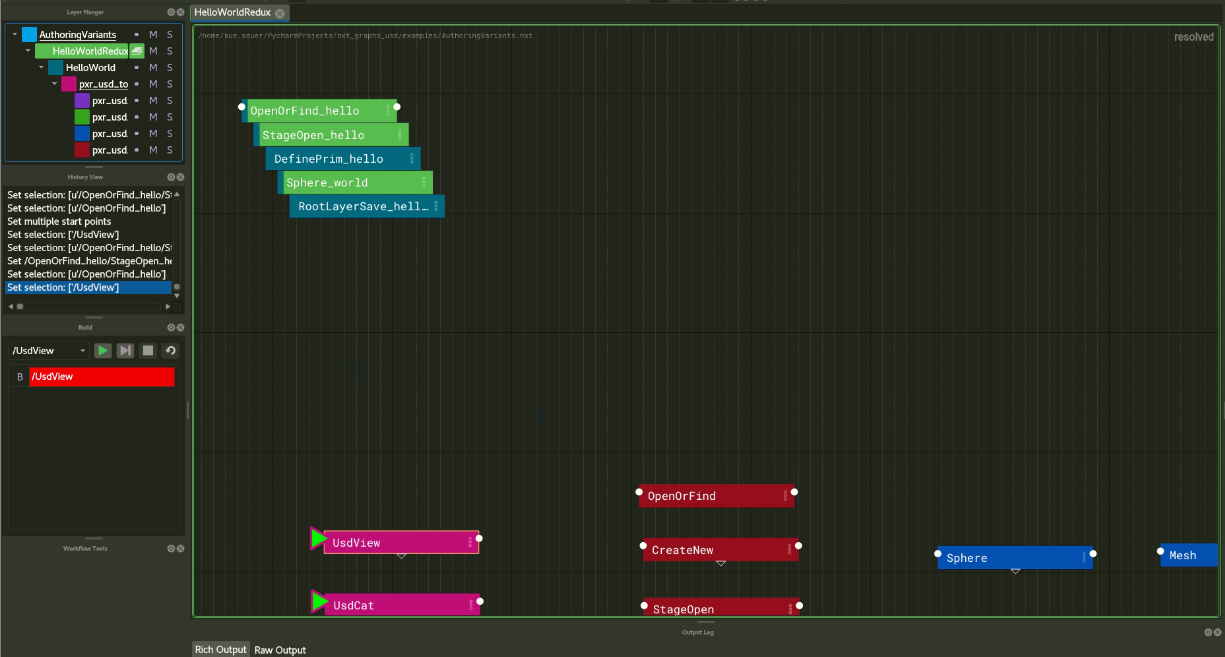 Layer Manger
HelloWorldRedux
AuthoringVariants M S
HelloWorldRedux M S
HelloWorld M S
pxr_usd_to M S
pxr_usd. M S
pxr_usd. M S
pxr_usd. M S
pxr_usd. M S
/home/sue.sauer/PycharmProjects/nxt_graphs_usd/examples/AuthoringVariants.nxt
resolved
OpenOrFind_hello
StageOpen_hello
DefinePrim_hello
Sphere_world
RootLayerSave_hell…
History View
Set selection: [u'/OpenOrFind_hello/St
Set selection: [u'/OpenOrFind_hello']
Set multiple start points
Set selection: ['/UsdView']
Set selection: [u'/OpenOrFind_hello/St
Set /OpenOrFind_hello/StageOpen_he
Set selection: [u'/OpenOrFind_hello']
Set selection: ['/UsdView']
Build
/UsdView
B /UsdView
Workflow Tools
OpenOrFind
UsdView
CreateNew
Sphere
Mesh
UsdCat
StageOpen
Output Log
Rich Output Raw Output